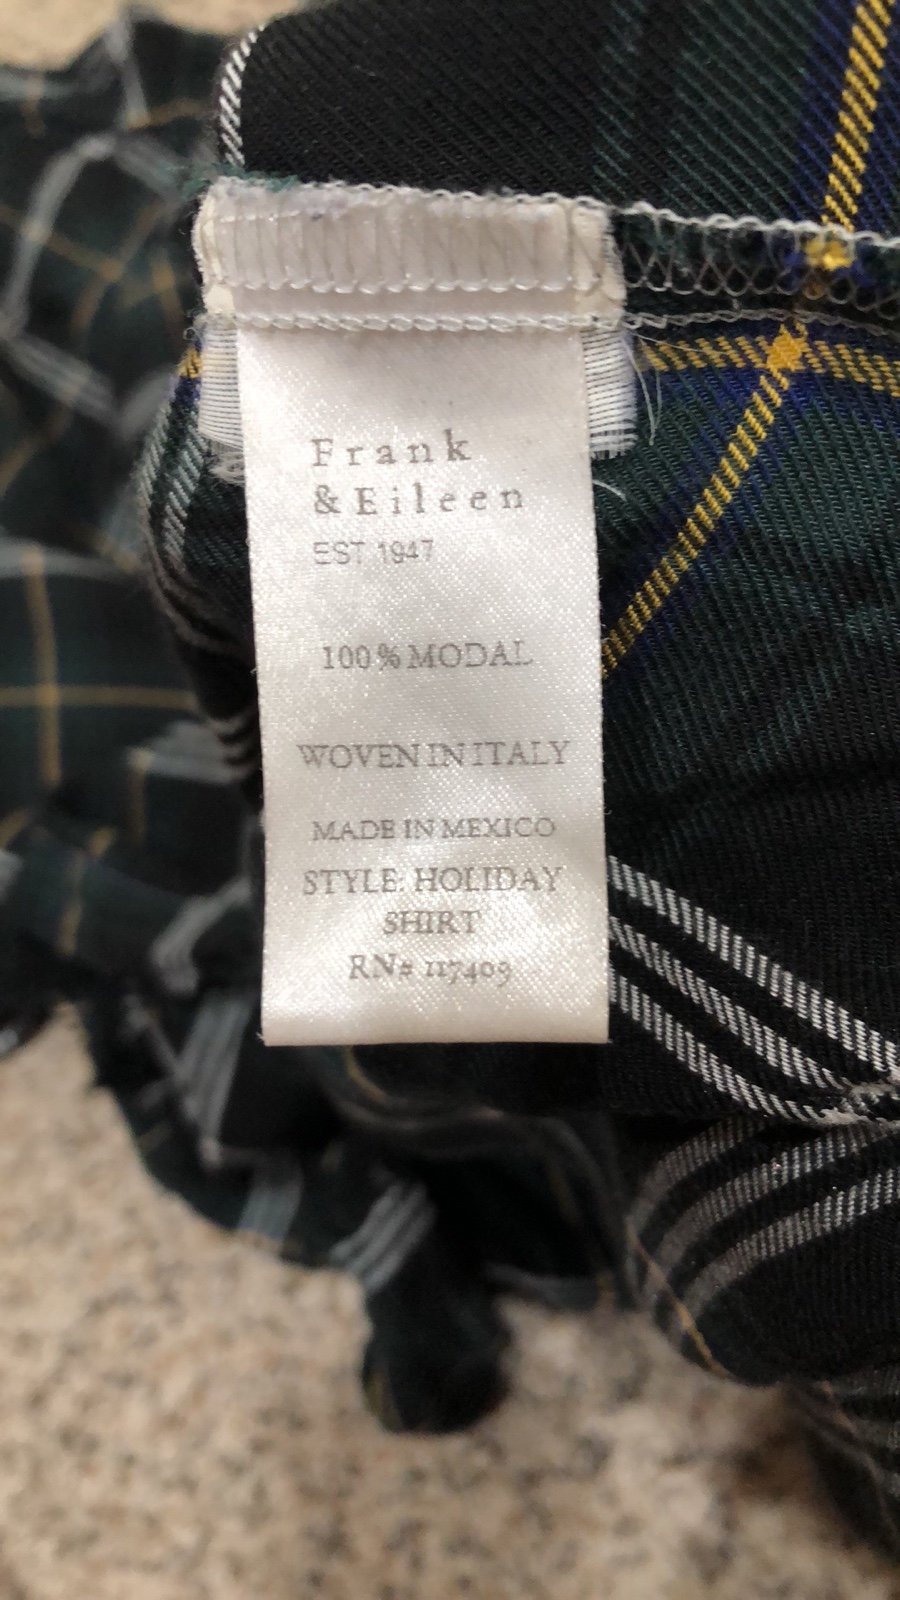 Frank
& Eileen
EST 1947
100% MODAL
WOVEN IN ITALY
MADE IN MEXICO
STYLE: HOLIDAY
SHIRT
RN# 117409